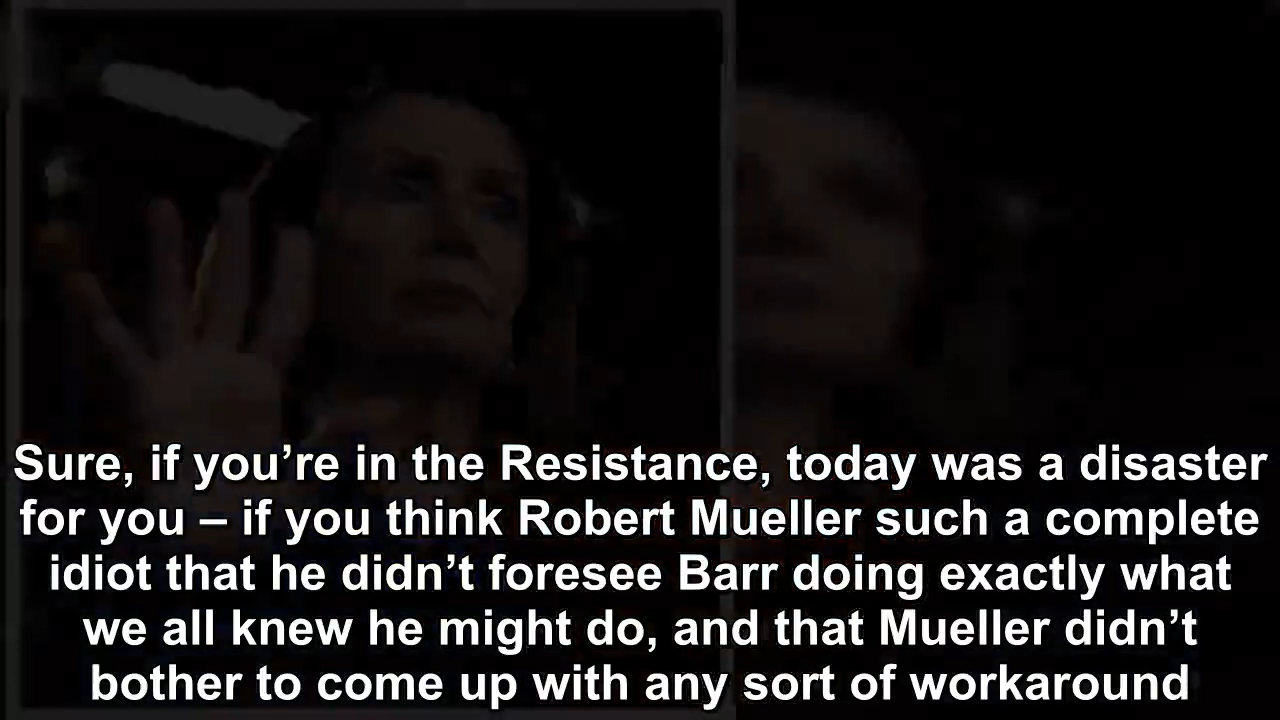 Sure, if you’re in the Resistance, today was a disaster
for you – if you think Robert Mueller such a complete
idiot that he didn’t foresee Barr doing exactly what
we all knew he might do, and that Mueller didn’t
bother to come up with any sort of workaround